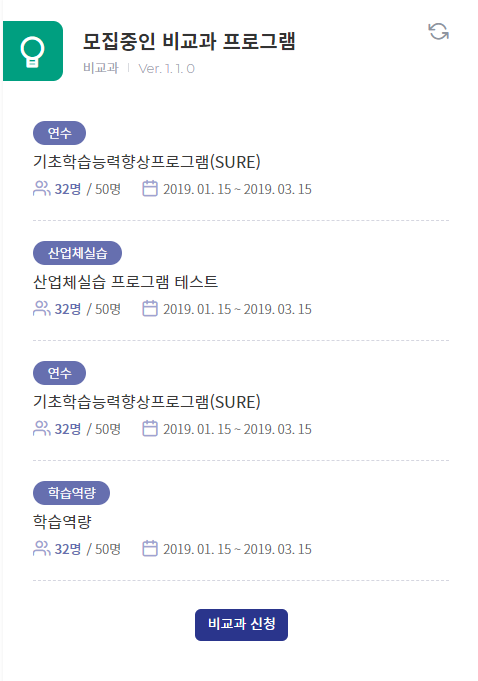 모집중인 비교과 프로그램
비교과 | Ver. 1. 1. 0
연수
기초학습능력향상프로그램(SURE)
32명 / 50명 2019. 01. 15 ~ 2019. 03. 15
산업체실습
산업체실습 프로그램 테스트
32명 / 50명 2019. 01. 15 ~ 2019. 03. 15
연수
기초학습능력향상프로그램(SURE)
32명 / 50명 2019. 01. 15 ~ 2019. 03. 15
학습역량
학습역량
32명 / 50명 2019. 01. 15 ~ 2019. 03. 15
비교과 신청